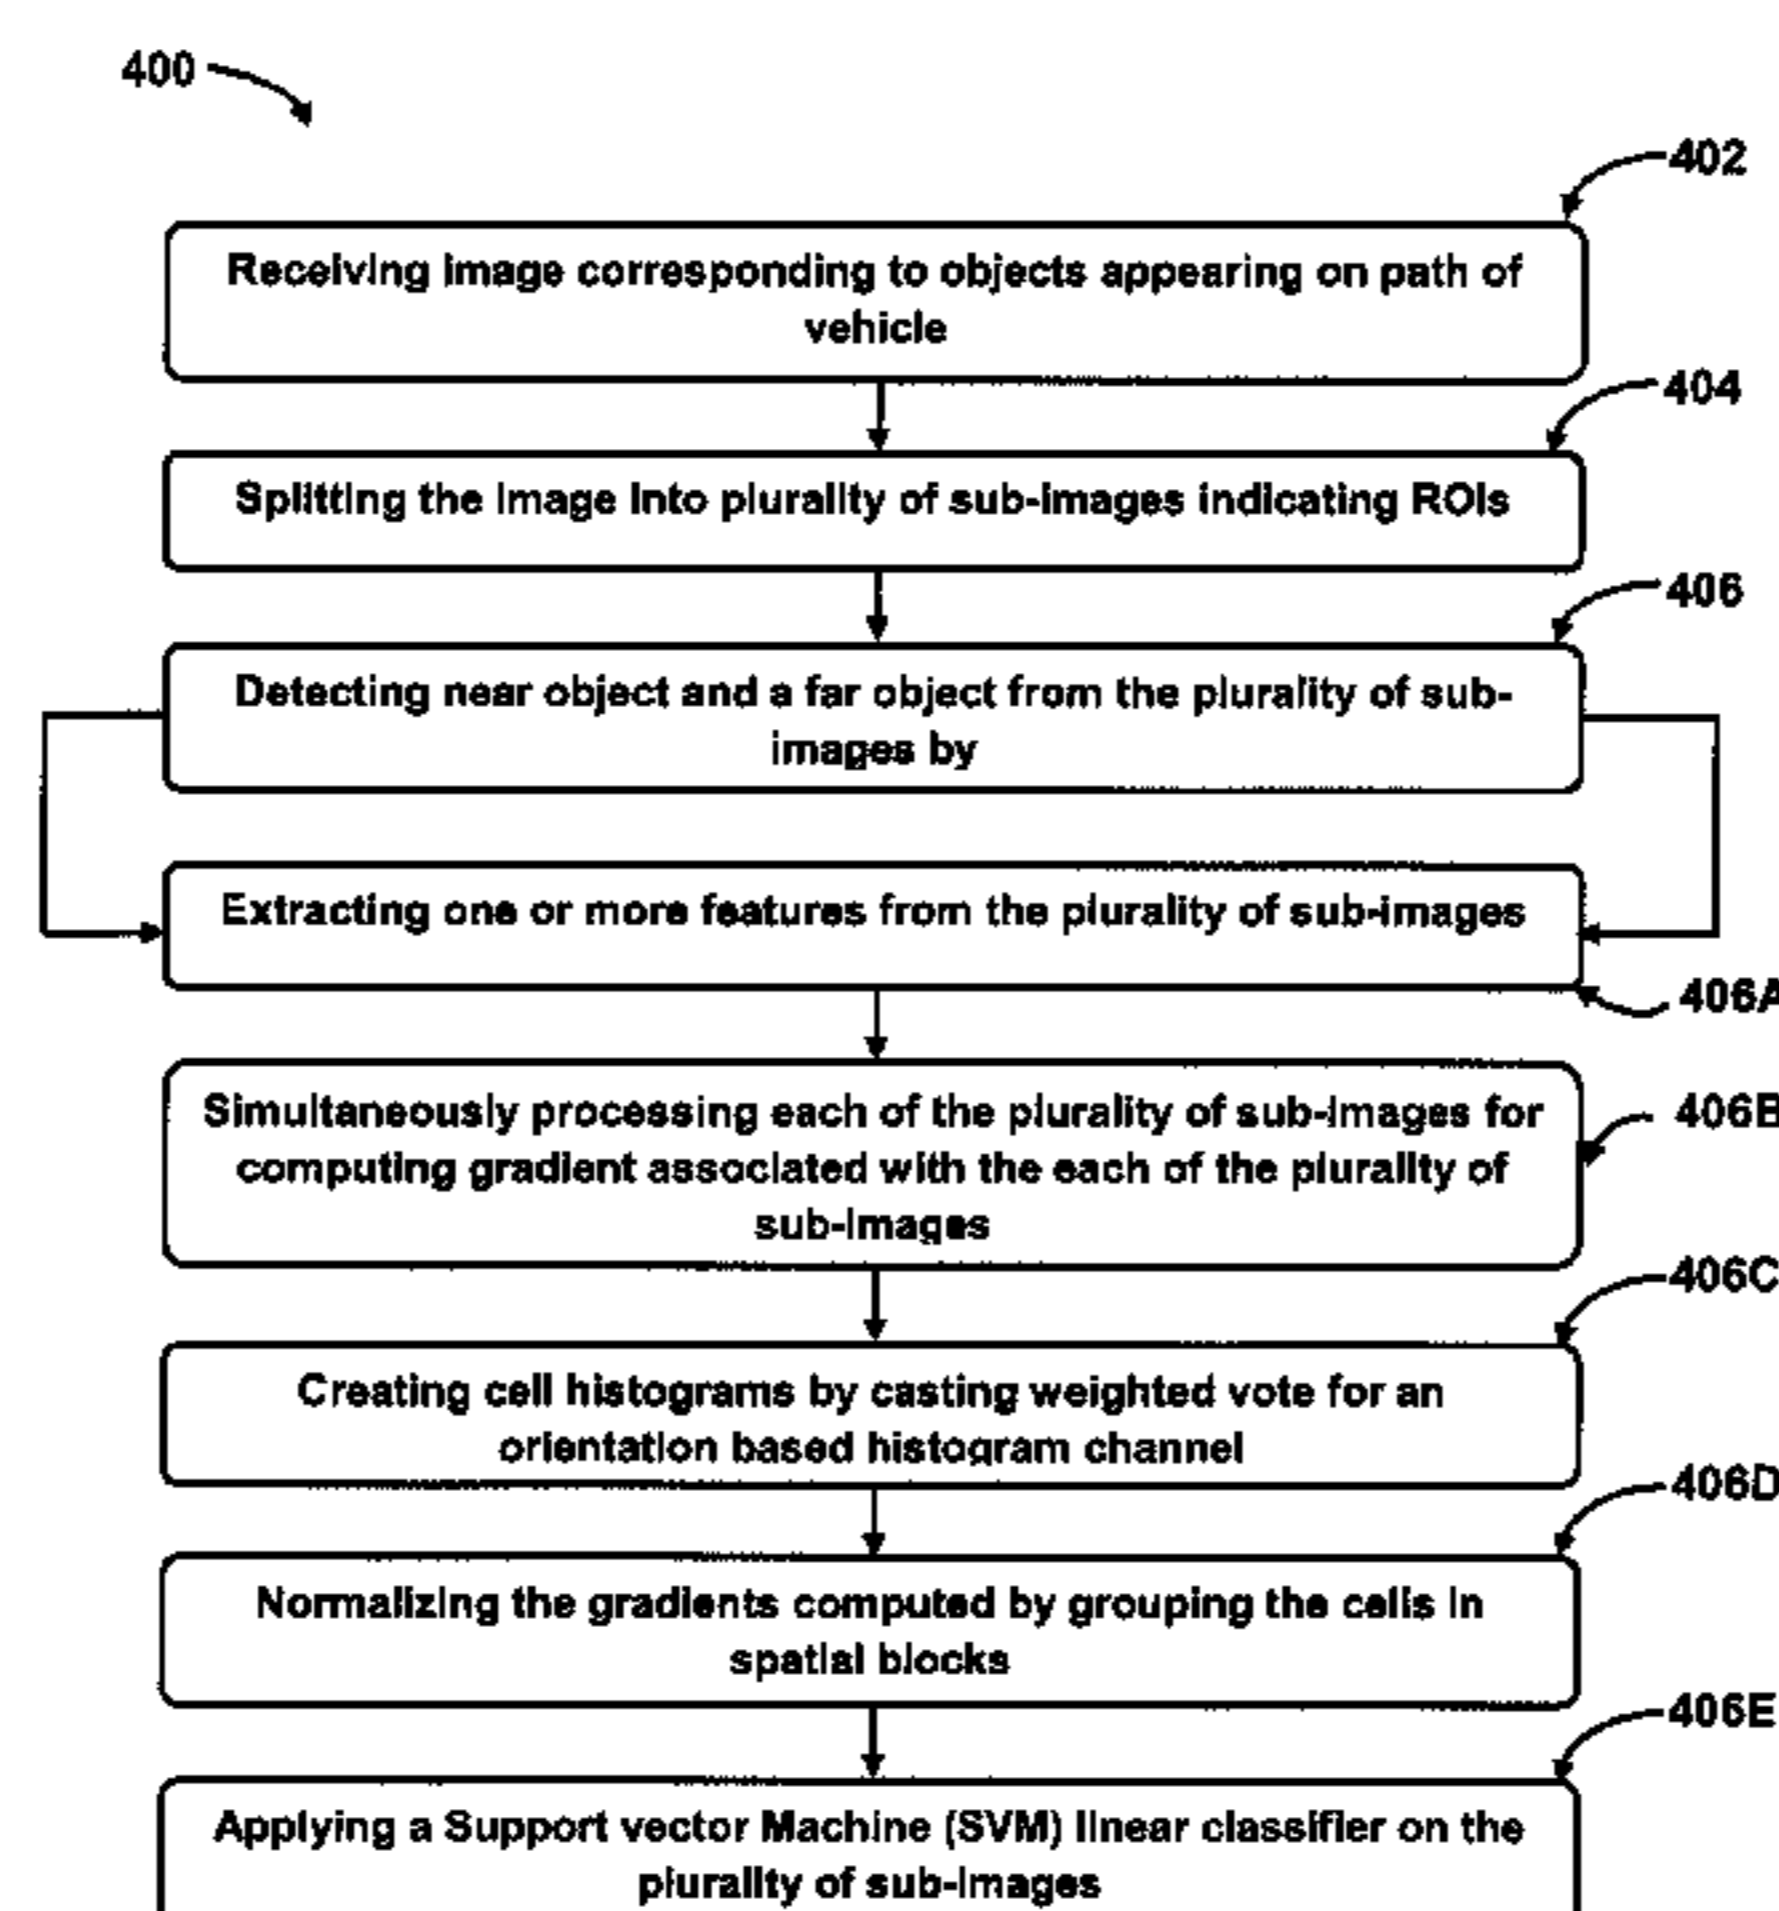 400
402
Receiving image corresponding to objects appearing on path of
vehicle
404
Splitting the image into plurality of sub-images indicating ROIs
406
Detecting near object and a far object from the plurality of sub-
images by
Extracting one or more features from the plurality of sub-images
406A
Simultaneously processing each of the plurality of sub-images for
406B
computing gradient associated with the each of the plurality of
sub-images
406C
Creating cell histograms by casting weighted vote for an
orientation based histogram channel
406D
Normalizing the gradients computed by grouping the cells in
spatial blocks
406E
Applying a Support vector Machine (SVM) linear classifier on the
plurality of sub-images